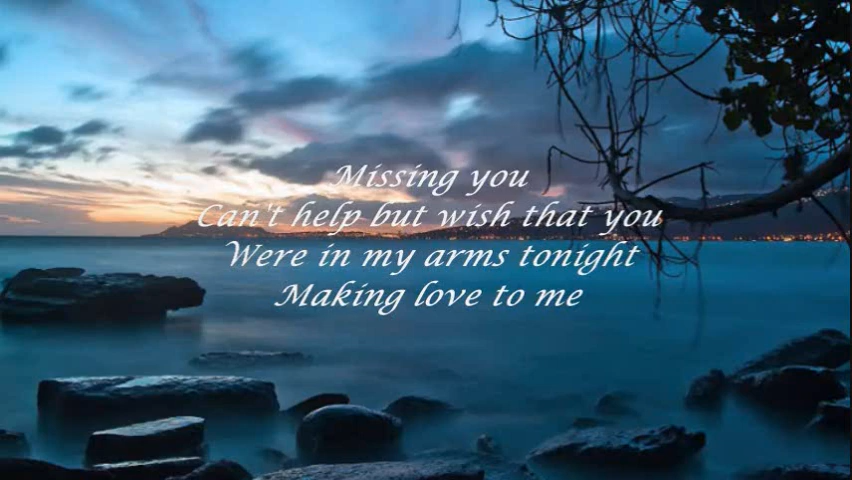 Missing you
Can't help but wish that you
Were in my arms tonight
Making love to me